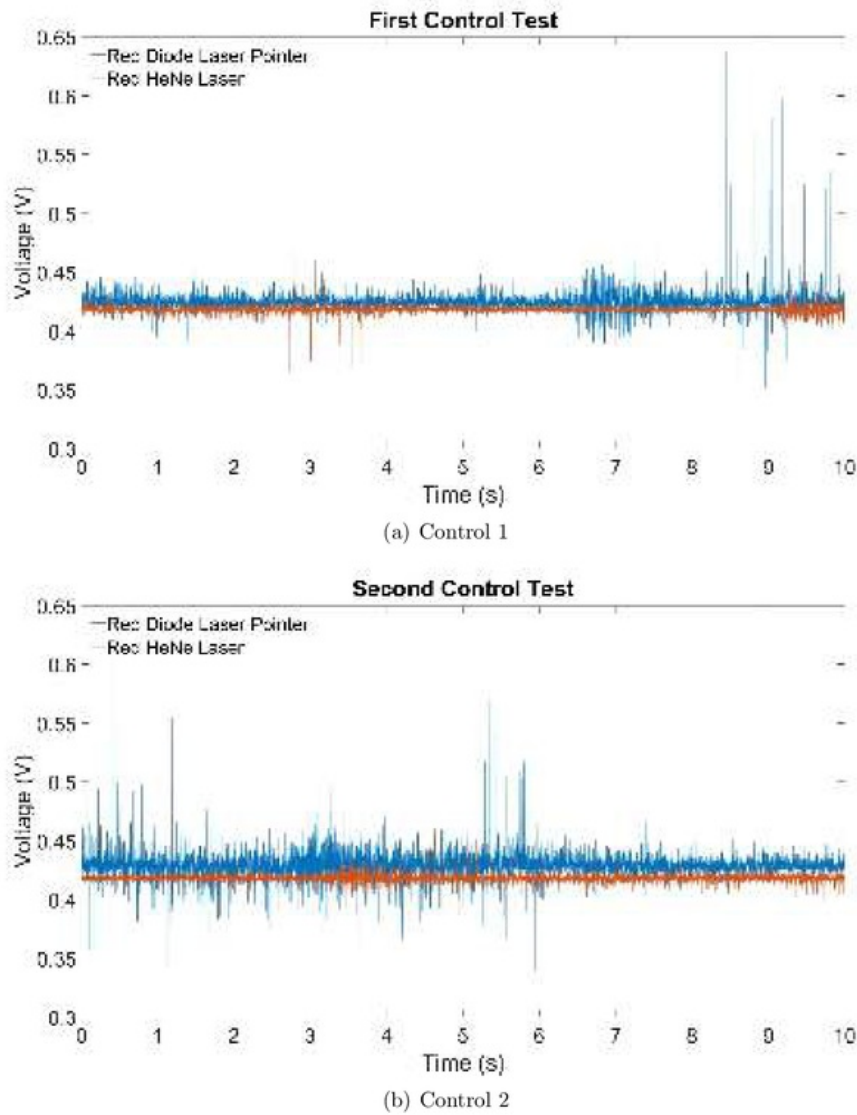 First Control Test
0.65
Red Diode Laser Pointer
Red HeNe Laser
0.6
0.55
0.5
0.45
0.4
0.35
0.3
Voltage (V)
0 1 2 3 4 5 6 7 8 9 10
Time (s)
(a) Control 1
Second Control Test
0.65
Red Diode Laser Pointer
Red HeNe Laser
0.6
0.55
0.5
0.45
0.4
0.35
0.3
Voltage (V)
0 1 2 3 4 5 6 7 8 9 10
Time (s)
(b) Control 2